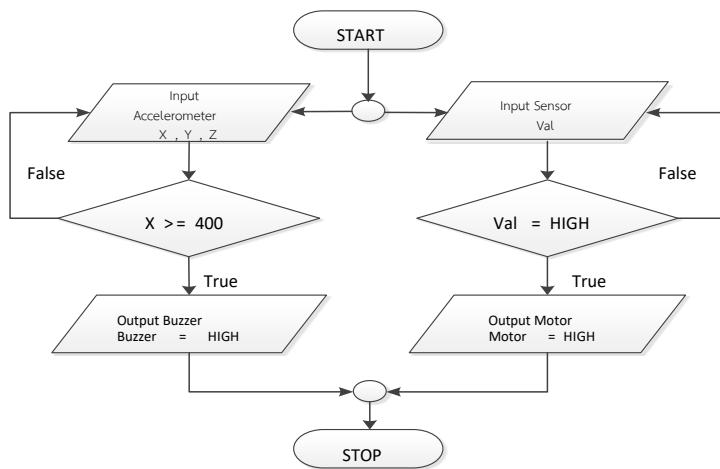 START
Input
Accelerometer
X , Y , Z
Input Sensor
Val
False
False
X >= 400
Val = HIGH
True
True
Output Buzzer
Buzzer = HIGH
Output Motor
Motor = HIGH
STOP